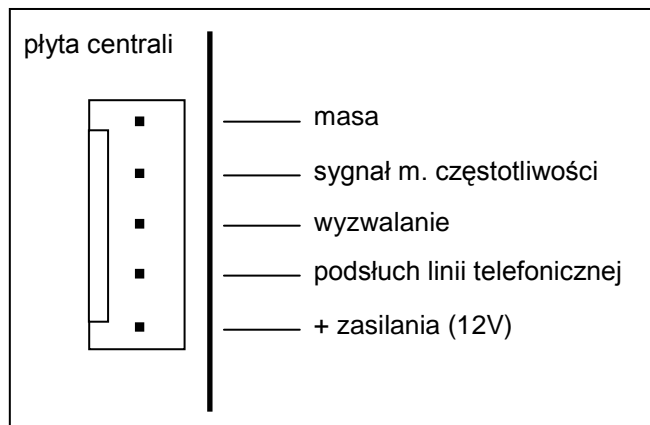 płyta centrali
masa
sygnał m. częstotliwości
wyzwalanie
podsłuch linii telefonicznej
+ zasilania (12V)